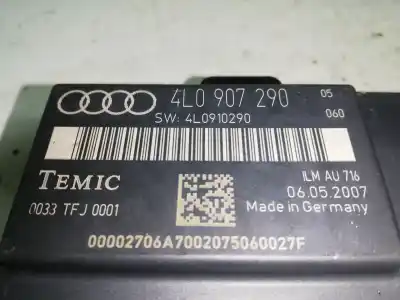 4L0 907 290 05
SW: 4L0910290 060
TEMIC ILM AU 716
06.05.2007
0033 TFJ 0001 Made in Germany
00002706A7002075060027F